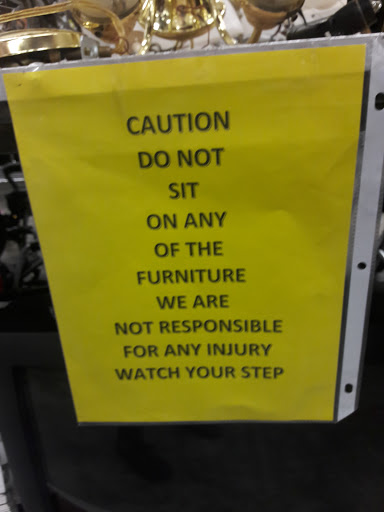 CAUTION
DO NOT
SIT
ON ANY
OF THE
FURNITURE
WE ARE
NOT RESPONSIBLE
FOR ANY INJURY
WATCH YOUR STEP